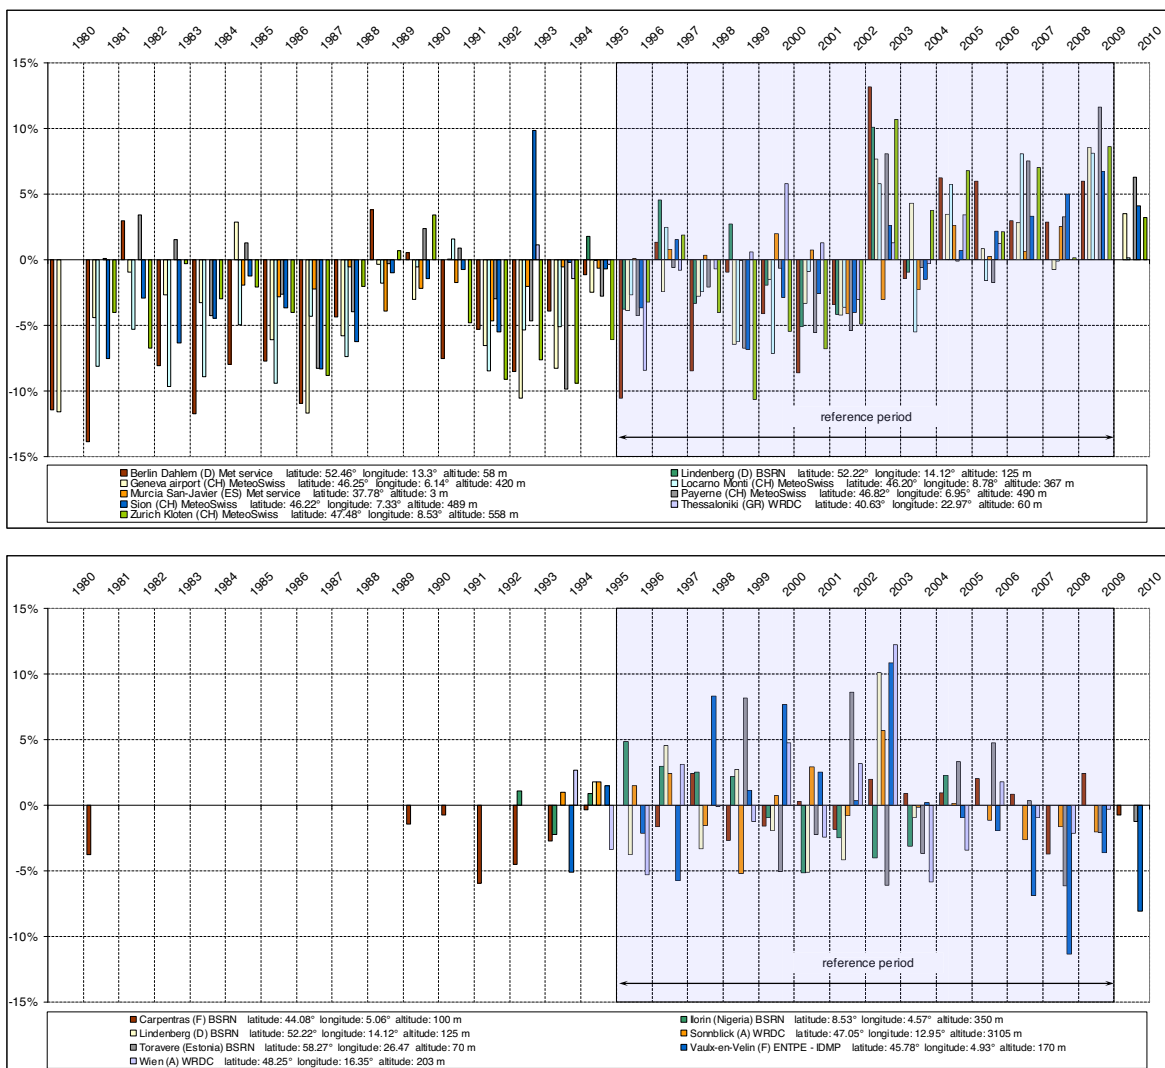 1980 1981 1982 1983 1984 1985 1986 1987 1988 1989 1990 1991 1992 1993 1994 1995 1996 1997 1998 1999 2000 2001 2002 2003 2004 2005 2006 2007 2008 2009 2010
15%
10%
5%
0%
-5%
-10%
reference period
-15%
Berlin Dahlem (D) Met service latitude: 52.46° longitude: 13.3° altitude: 58 m Lindenberg (D) BSRN latitude: 52.22° longitude: 14.12° altitude: 125 m
Geneva airport (CH) MeteoSwiss latitude: 46.25° longitude: 6.14° altitude: 420 m Locarno Monti (CH) MeteoSwiss latitude: 46.20° longitude: 8.78° altitude: 367 m
Murcia San-Javier (ES) Met service latitude: 37.78° altitude: 3 m Payerne (CH) MeteoSwiss latitude: 46.82° longitude: 6.95° altitude: 490 m
Sion (CH) MeteoSwiss latitude: 46.22° longitude: 7.33° altitude: 489 m Thessaloniki (GR) WRDC latitude: 40.63° longitude: 22.97° altitude: 60 m
Zurich Kloten (CH) MeteoSwiss latitude: 47.48° longitude: 8.53° altitude: 558 m
1980 1981 1982 1983 1984 1985 1986 1987 1988 1989 1990 1991 1992 1993 1994 1995 1996 1997 1998 1999 2000 2001 2002 2003 2004 2005 2006 2007 2008 2009 2010
15%
10%
5%
0%
-5%
-10%
reference period
-15%
Carpentras (F) BSRN latitude: 44.08° longitude: 5.06° altitude: 100 m Ilorin (Nigeria) BSRN latitude: 8.53° longitude: 4.57° altitude: 350 m
Lindenberg (D) BSRN latitude: 52.22° longitude: 14.12° altitude: 125 m Sonnblick (A) WRDC latitude: 47.05° longitude: 12.95° altitude: 3105 m
Toravere (Estonia) BSRN latitude: 58.27° longitude: 26.47 altitude: 70 m Vaulx-en-Velin (F) ENTPE - IDMP latitude: 45.78° longitude: 4.93° altitude: 170 m
Wien (A) WRDC latitude: 48.25° longitude: 16.35° altitude: 203 m